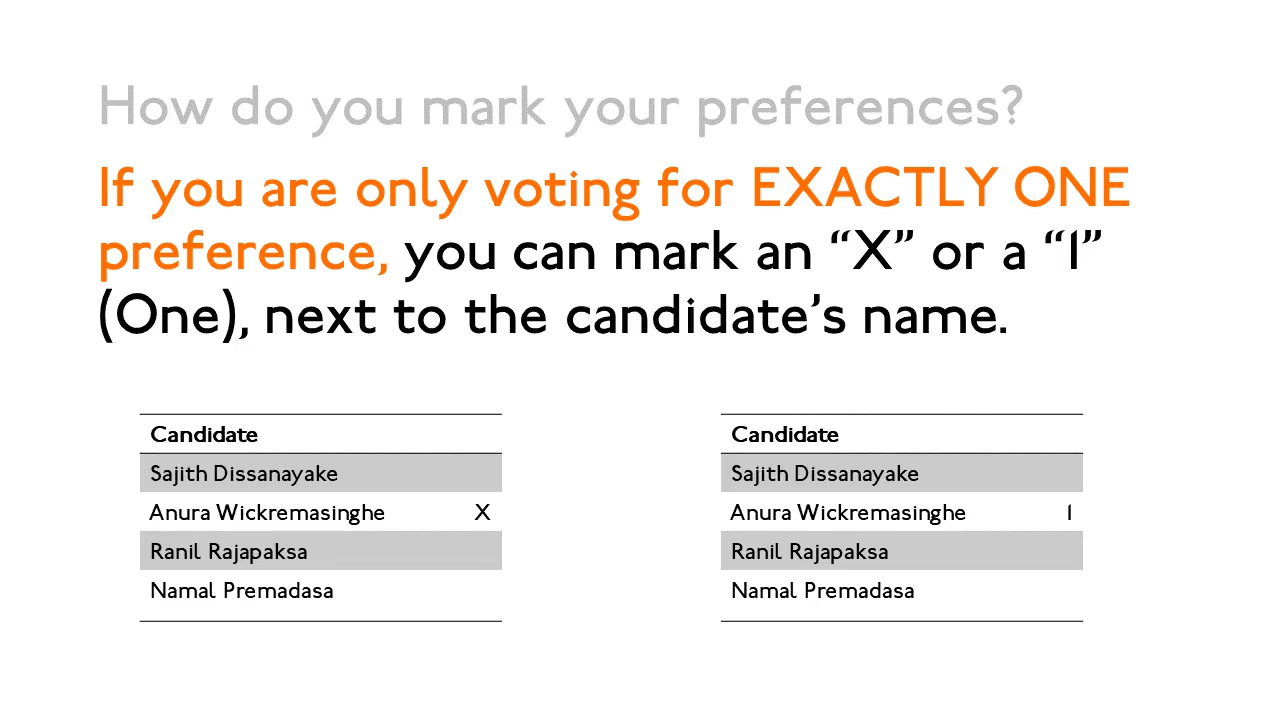 How do you mark your preferences?
If you are only voting for EXACTLY ONE
preference, you can mark an “X” or a “1”
(One), next to the candidate’s name.
Candidate
Sajith Dissanayake
Anura Wickremasinghe X
Ranil Rajapaksa
Namal Premadasa
Candidate
Sajith Dissanayake
Anura Wickremasinghe 1
Ranil Rajapaksa
Namal Premadasa